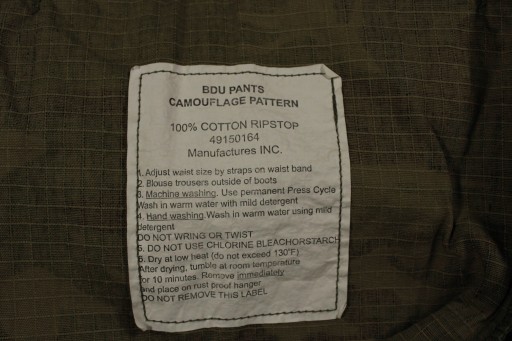 BDU PANTS
CAMOUFLAGE PATTERN
100% COTTON RIPSTOP
49150164
Manufactures INC.
1. Adjust waist size by straps on waist band
2. Blouse trousers outside of boots
3. Machine washing. Use permanent Press Cycle
Wash in warm water with mild detergent
4. Hand washing. Wash in warm water using mild
detergent
DO NOT WRING OR TWIST
5. DO NOT USE CHLORINE BLEACHORSTARCH
6. Dry at low heat (do not exceed 130°F)
After drying, tumble at room temperature
for 10 minutes. Remove immediately
and place on rust proof hanger
DO NOT REMOVE THIS LABEL